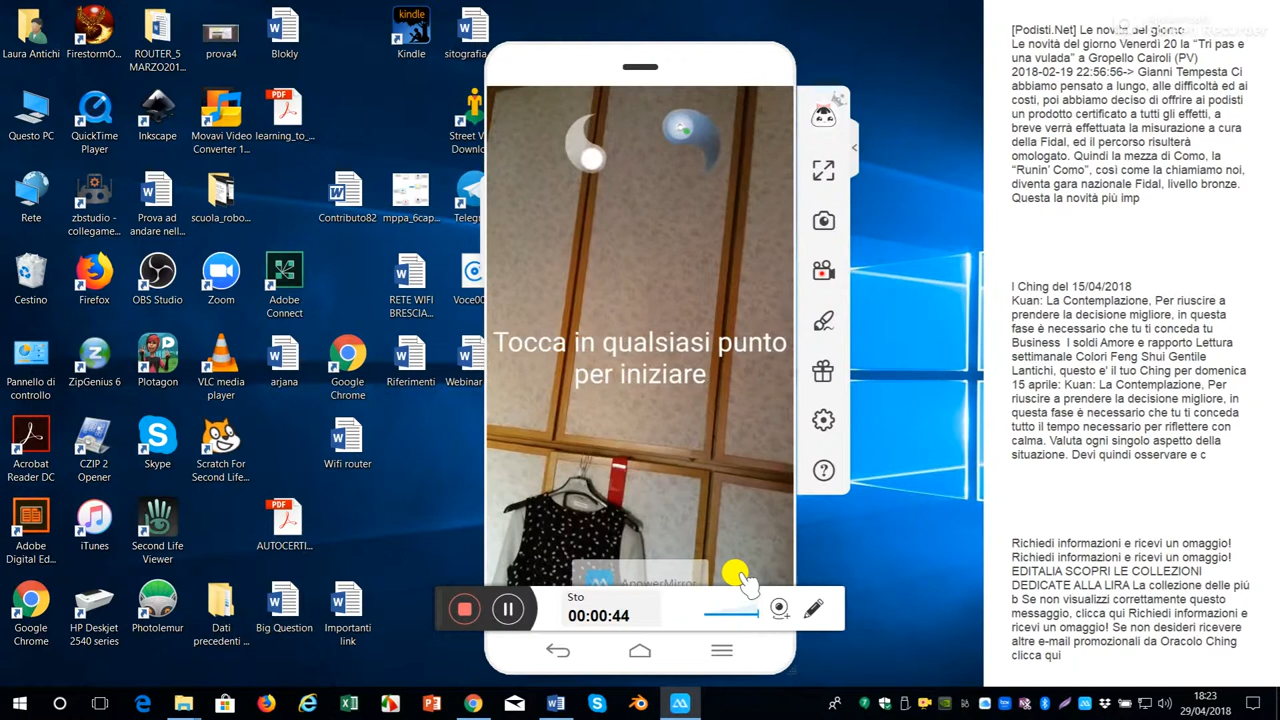 Laura Antichi
FirestormO...
ROUTER_5
MARZO201...
prova4
Blokly
kindle
Kindle
sitografia
Questo PC
QuickTime
Player
Inkscape
Movavi Video
Converter 1...
PDF
learning_to_...
Street V
Downlo
Rete
zbstudio -
collegame...
Prova ad
andare nell...
scuola_robo...
Contributo82
mppa_6cap...
Telegr
Cestino
Firefox
OBS Studio
Zoom
Adobe
Connect
RETE WIFI
BRESCIA...
Voce00
Pannello di
controllo
Zipgenius 6
Plotagon
VLC media
player
arjana
Google
Chrome
Riferimenti
Webinar
Acrobat
Reader DC
CZIP 2
Opener
Skype
Scratch For
Second Life...
Wifi router
Adobe
Digital Ed...
iTunes
Second Life
Viewer
PDF
AUTOCERTI...
Google
Chrome
HP Deskjet
2540 series
Photolemur
Dati
precedenti ...
Big Question
Importanti
link
Tocca in qualsiasi punto
per iniziare
ApowerMirror
Sto
00:00:44
[Podisti.Net] Le novità del giorno
Le novità del giorno Venerdì 20 la “Tri pas e
una vulada” a Gropello Cairoli (PV)
2018-02-19 22:56:56-> Gianni Tempesta Ci
abbiamo pensato a lungo, alle difficoltà ed ai
costi, poi abbiamo deciso di offrire ai podisti
un prodotto certificato a tutti gli effetti, a
breve verrà effettuata la misurazione a cura
della Fidal, ed il percorso risulterà
omologato. Quindi la mezza di Como, la
“Runin’ Como”, così come la chiamiamo noi,
diventa gara nazionale Fidal, livello bronze.
Questa la novità più imp
I Ching del 15/04/2018
Kuan: La Contemplazione, Per riuscire a
prendere la decisione migliore, in questa
fase è necessario che tu ti conceda tu
Business I soldi Amore e rapporto Lettura
settimanale Colori Feng Shui Gentile
Lantichi, questo e' il tuo Ching per domenica
15 aprile: Kuan: La Contemplazione, Per
riuscire a prendere la decisione migliore, in
questa fase è necessario che tu ti conceda
tutto il tempo necessario per riflettere con
calma. Valuta ogni singolo aspetto della
situazione. Devi quindi osservare e c
Richiedi informazioni e ricevi un omaggio!
Richiedi informazioni e ricevi un omaggio!
EDITALIA SCOPRI LE COLLEZIONI
DEDICATE ALLA LIRA La collezione delle più
b Se non visualizzi correttamente questo
messaggio, clicca qui Richiedi informazioni e
ricevi un omaggio! Se non desideri ricevere
altre e-mail promozionali da Oracolo Ching
clicca qui
18:23
29/04/2018